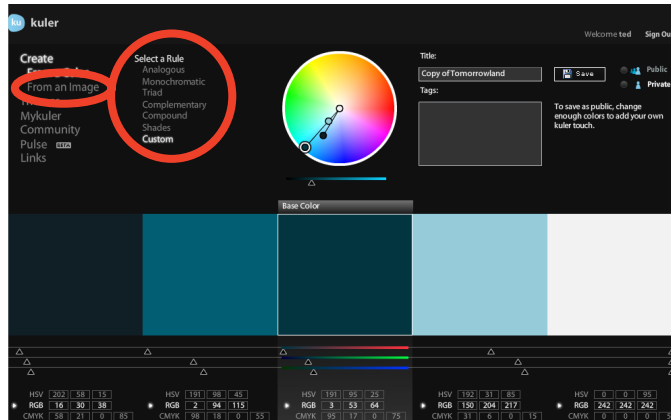 ku kuler
Welcome ted Sign Ou
Create
From an Image
Mykuler
Community
Pulse BETA
Links
Select a Rule
Analogous
Monochromatic
Triad
Complementary
Compound
Shades
Custom
Title:
Copy of Tomorrowland
Save
Public
Private
Tags:
To save as public, change
enough colors to add your own
kuler touch.
Base Color
HSV 202 58 15
RGB 16 30 38
CMYK 58 21 0 85
HSV 191 98 45
RGB 2 94 115
CMYK 98 18 0 55
HSV 191 95 25
RGB 3 53 64
CMYK 95 17 0 75
HSV 192 31 85
RGB 150 204 217
CMYK 31 6 0 15
HSV 0 0 95
RGB 242 242 242
CMYK 0 0 0